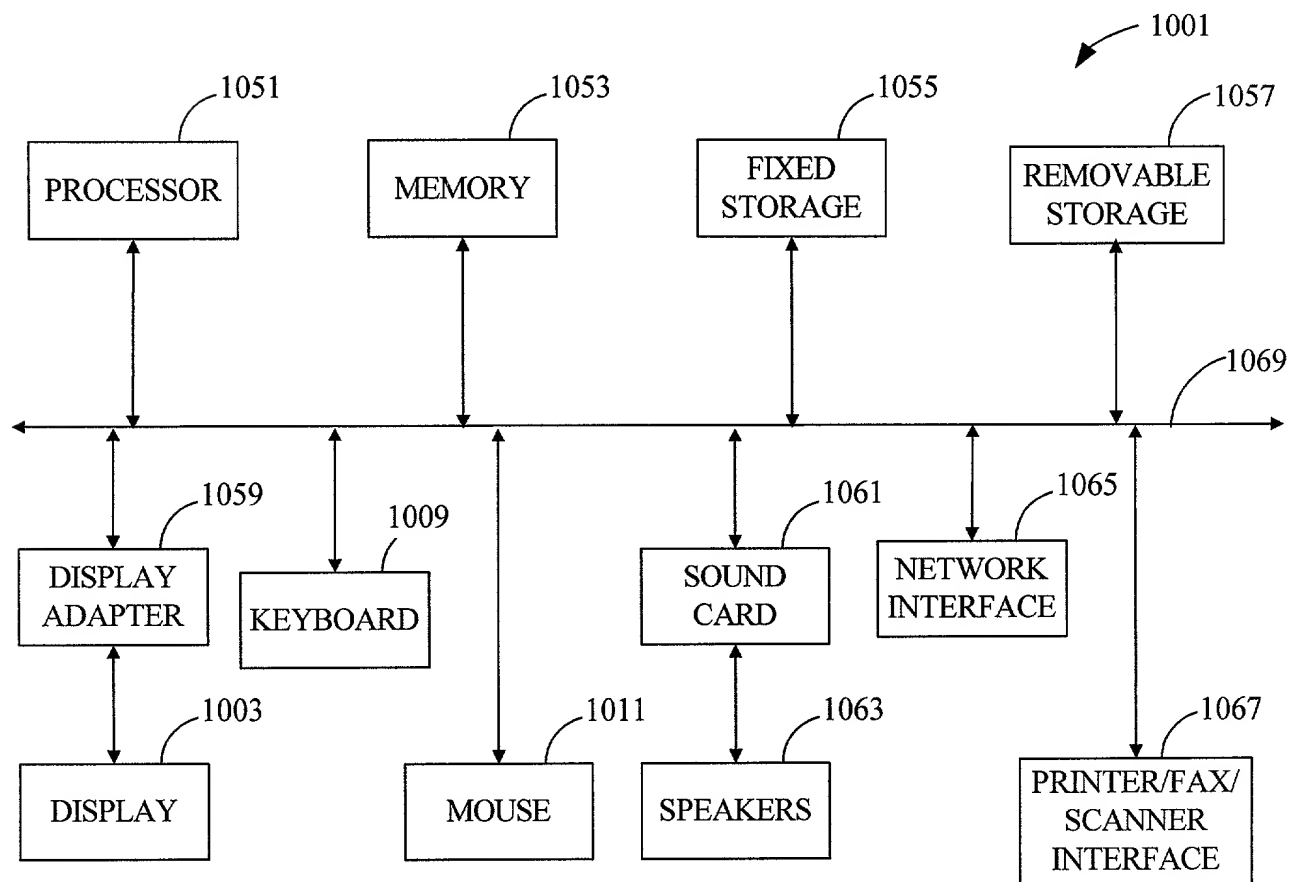 1001
1051
1053
1055
1057
PROCESSOR
MEMORY
FIXED
STORAGE
REMOVABLE
STORAGE
1069
1059
1009
1061
1065
DISPLAY
ADAPTER
KEYBOARD
SOUND
CARD
NETWORK
INTERFACE
1003
1011
1063
1067
DISPLAY
MOUSE
SPEAKERS
PRINTER/FAX/
SCANNER
INTERFACE